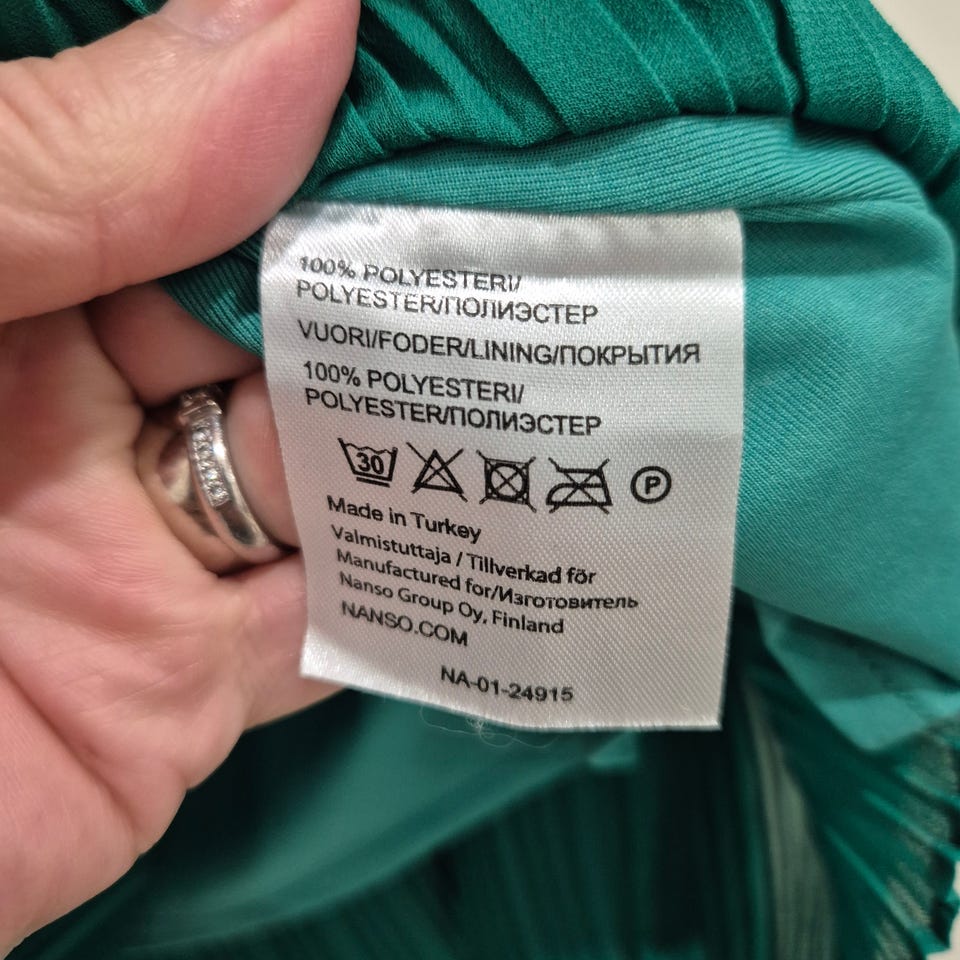 100% POLYESTERI/
POLYESTER/ПОЛИЭСТЕР
VUORI/FODER/LINING/ПОКРЫТИЯ
100% POLYESTERI/
POLYESTER/ПОЛИЭСТЕР
30 P
Made in Turkey
Valmistuttaja / Tillverkad för
Manufactured for/Изготовитель
Nanso Group Oy, Finland
NANSO.COM
NA-01-24915